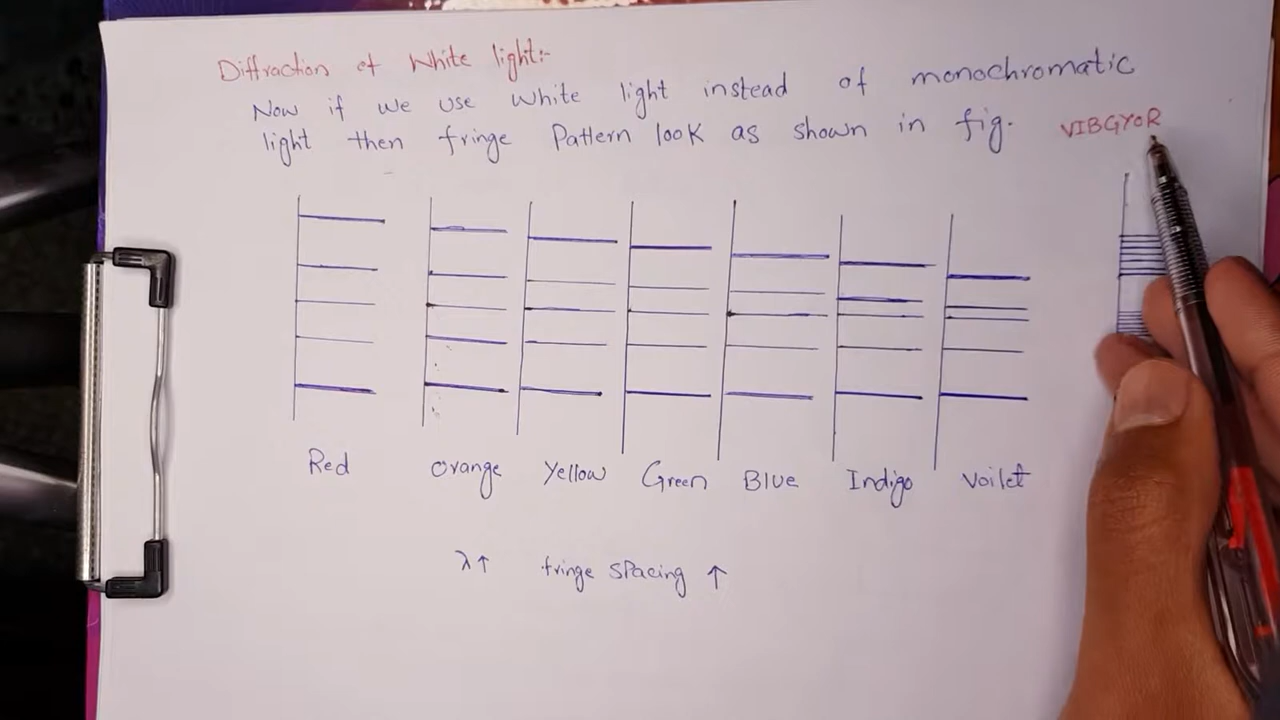 Diffraction of White light:-
Now if we use white light instead of monochromatic
light then fringe Pattern look as shown in fig.
VIBGYOR
Red Orange Yellow Green Blue Indigo Voilet
λ↑ fringe spacing ↑